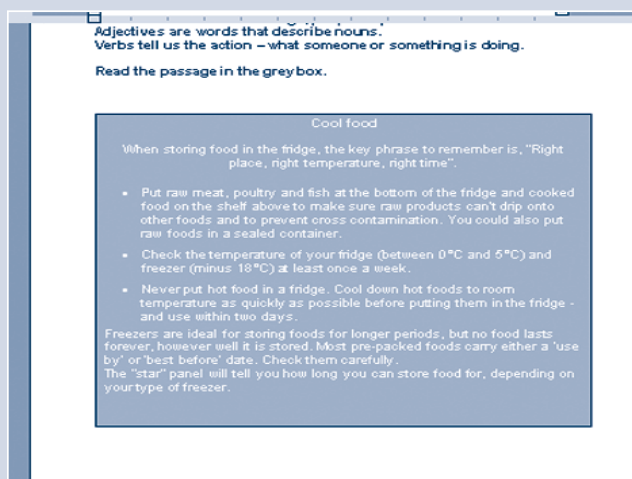 Adjectives are words that describe nouns.
Verbs tell us the action – what someone or something is doing.
Read the passage in the grey box.
Cool food
When storing food in the fridge, the key phrase to remember is, "Right
place, right temperature, right time".
• Put raw meat, poultry and fish at the bottom of the fridge and cooked
food on the shelf above to make sure raw products can't drip onto
other foods and to prevent cross contamination. You could also put
raw foods in a sealed container.
• Check the temperature of your fridge (between 0°C and 5°C) and
freezer (minus 18°C) at least once a week.
• Never put hot food in a fridge. Cool down hot foods to room
temperature as quickly as possible before putting them in the fridge -
and use within two days.
Freezers are ideal for storing foods for longer periods, but no food lasts
forever, however well it is stored. Most pre-packed foods carry either a 'use
by' or 'best before' date. Check them carefully.
The "star" panel will tell you how long you can store food for, depending on
your type of freezer.